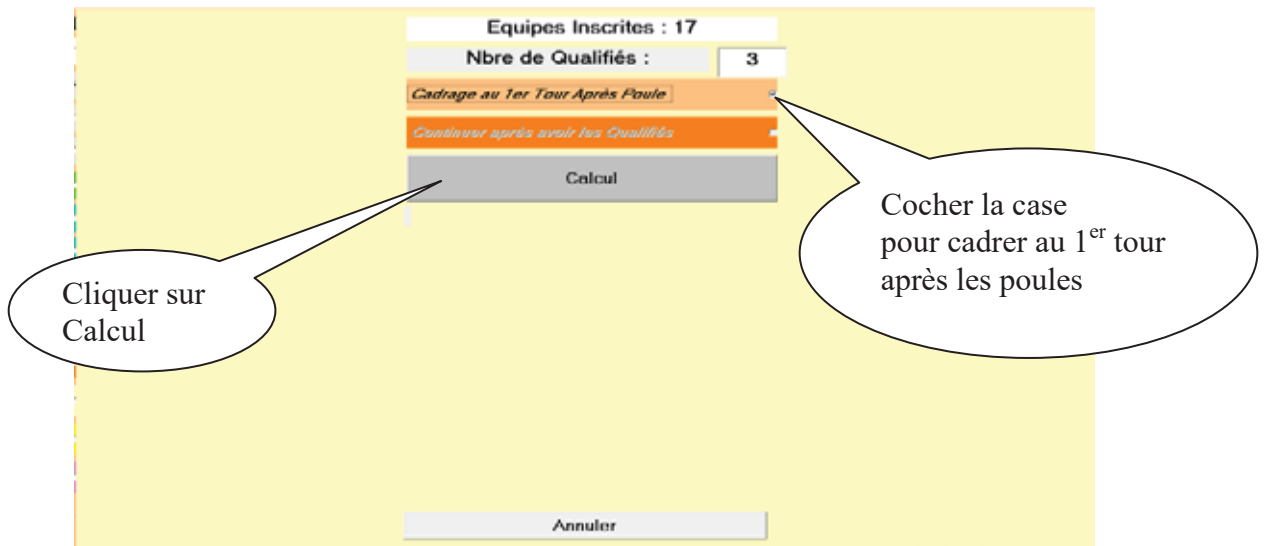 Equipes Inscrites : 17
Nbre de Qualifiés : 3
Cadrage au 1er Tour Après Poule
Continuer après avoir les Qualifiés
Calcul
Cocher la case
pour cadrer au 1er tour
après les poules
Cliquer sur
Calcul
Annuler